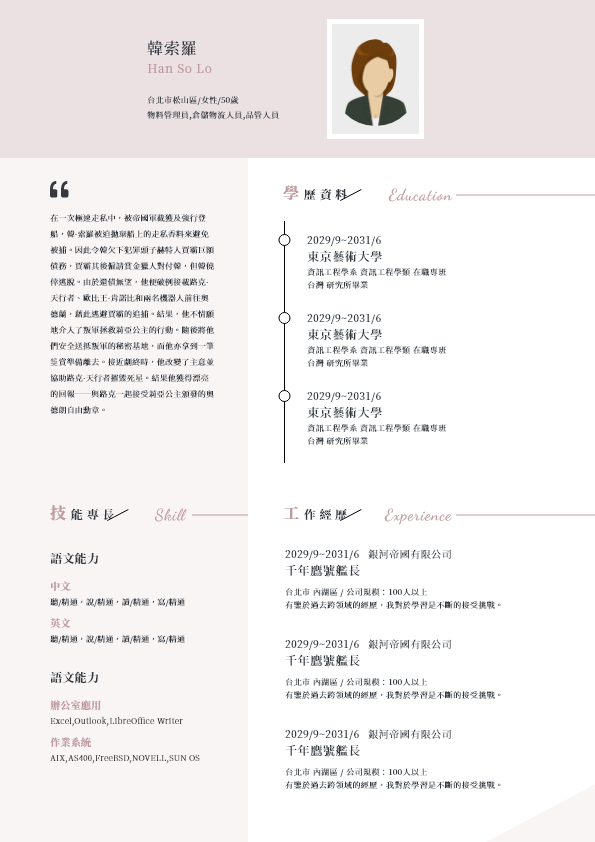 韓索羅
Han So Lo
台北市松山區/女性/50歲
物料管理員,倉儲物流人員,品管人員
在一次極速走私中，被帝國軍截獲及強行登
船，韓·索羅被迫拋棄船上的走私香料來避免
被捕。因此令韓欠下犯罪頭子赫特人賈霸巨額
債務，賈霸其後僱請賞金獵人對付韓，但韓僥
倖逃脫。由於還債無望，他便破例接載路克·
天行者、歐比王·肯諾比和兩名機器人前往奧
德蘭，藉此逃避賈霸的追捕。結果，他不情願
地介入了叛軍拯救莉亞公主的行動。隨後將他
們安全送抵叛軍的秘密基地，而他亦拿到一筆
獎賞準備離去。接近劇終時，他改變了主意並
協助路克·天行者摧毀死星。結果他獲得漂亮
的回報——與路克一起接受莉亞公主頒發的奧
德朗自由勳章。
學歷資料 Education
2029/9~2031/6
東京藝術大學
資訊工程學系 資訊工程學類 在職專班
台灣 研究所畢業
2029/9~2031/6
東京藝術大學
資訊工程學系 資訊工程學類 在職專班
台灣 研究所畢業
2029/9~2031/6
東京藝術大學
資訊工程學系 資訊工程學類 在職專班
台灣 研究所畢業
技能專長 Skill
語文能力
中文
聽/精通，說/精通，讀/精通，寫/精通
英文
聽/精通，說/精通，讀/精通，寫/精通
語文能力
辦公室應用
Excel,Outlook,LibreOffice Writer
作業系統
AIX,AS400,FreeBSD,NOVELL,SUN OS
工作經歷 Experience
2029/9~2031/6 銀河帝國有限公司
千年鷹號艦長
台北市 內湖區 / 公司規模：100人以上
有鑒於過去跨領域的經歷，我對於學習是不斷的接受挑戰。
2029/9~2031/6 銀河帝國有限公司
千年鷹號艦長
台北市 內湖區 / 公司規模：100人以上
有鑒於過去跨領域的經歷，我對於學習是不斷的接受挑戰。
2029/9~2031/6 銀河帝國有限公司
千年鷹號艦長
台北市 內湖區 / 公司規模：100人以上
有鑒於過去跨領域的經歷，我對於學習是不斷的接受挑戰。